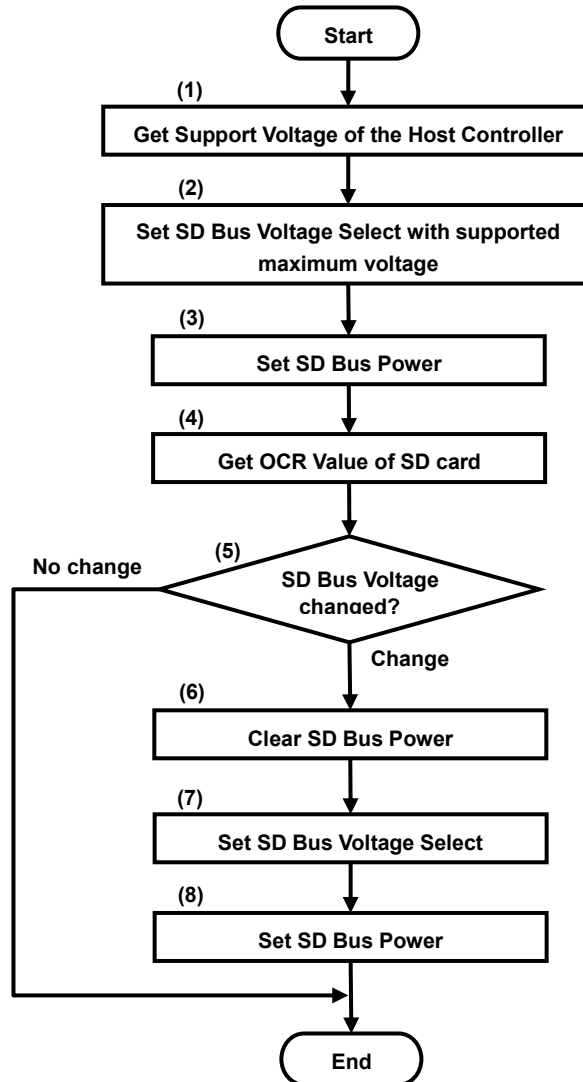 Start
(1)
Get Support Voltage of the Host Controller
(2)
Set SD Bus Voltage Select with supported
maximum voltage
(3)
Set SD Bus Power
(4)
Get OCR Value of SD card
(5)
No change
SD Bus Voltage
changed?
Change
(6)
Clear SD Bus Power
(7)
Set SD Bus Voltage Select
(8)
Set SD Bus Power
End